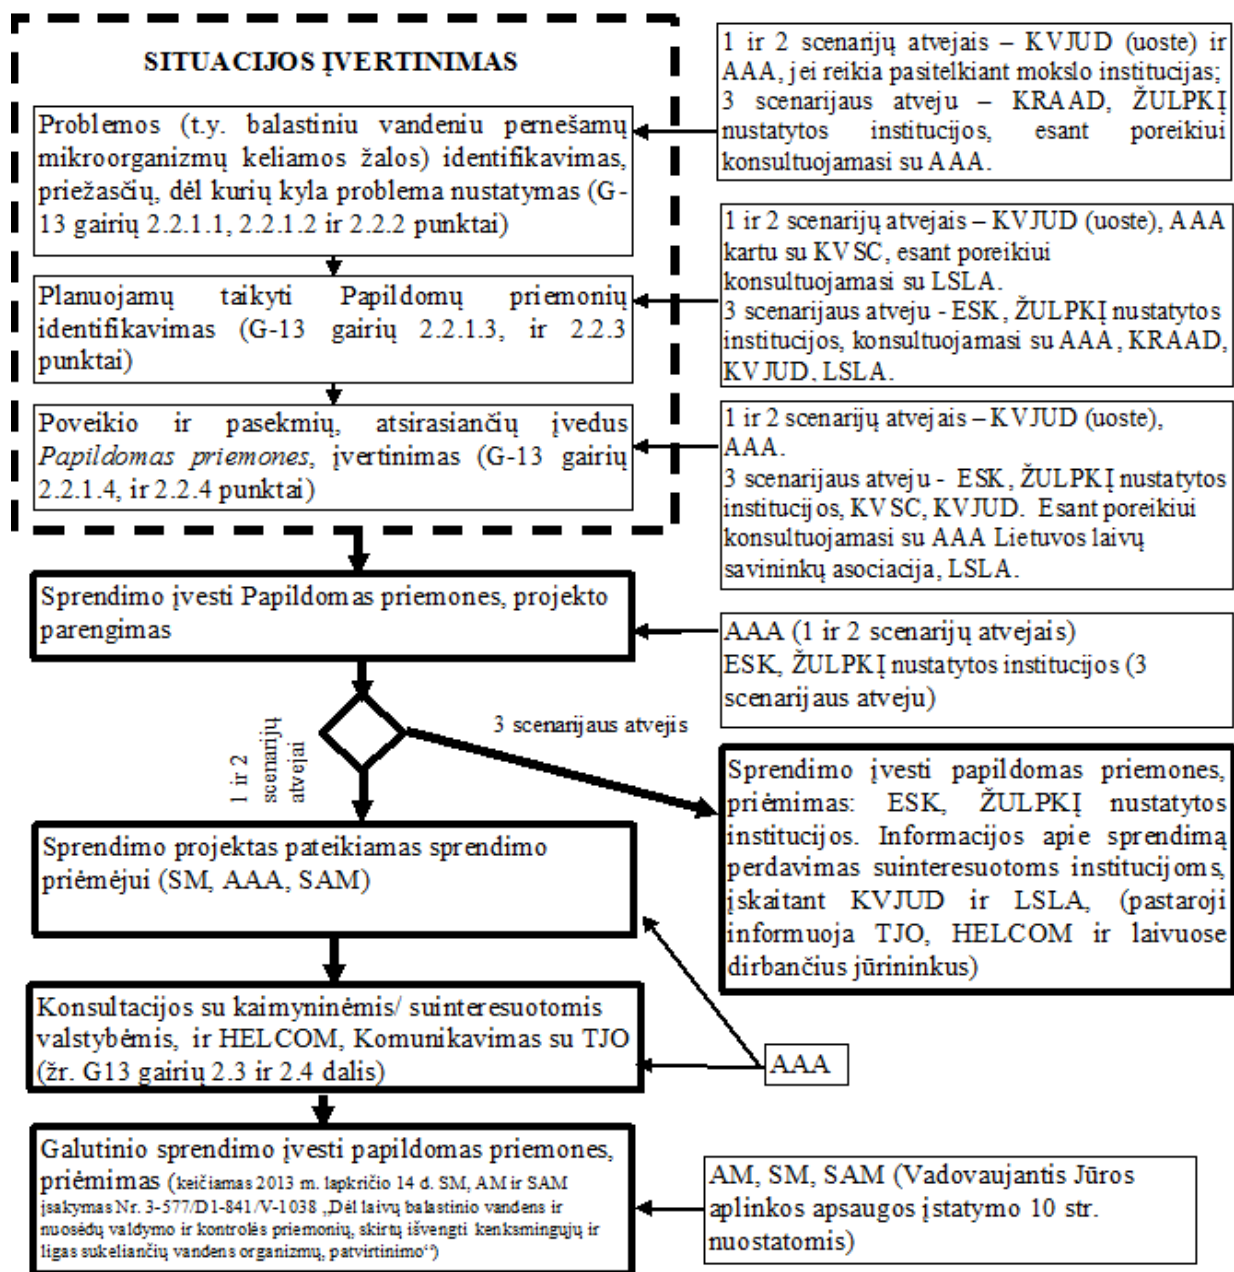 SITUACIJOS ĮVERTINIMAS
Problemos (t.y. balastiniu vandeniu pernešamų
mikroorganizmų keliamos žalos) identifikavimas,
priežasčių, dėl kurių kyla problema nustatymas (G-
13 gairių 2.2.1.1, 2.2.1.2 ir 2.2.2 punktai)
1 ir 2 scenarijų atvejais – KVJUD (uoste) ir
AAA, jei reikia pasitelkiant mokslo institucijas;
3 scenarijaus atveju – KRAAD, ŽULPKĮ
nustatytos institucijos, esant poreikiui
konsultuojamasi su AAA.
Planuojamų taikyti Papildomų priemonių
identifikavimas (G-13 gairių 2.2.1.3, ir 2.2.3
punktai)
1 ir 2 scenarijų atvejais – KVJUD (uoste), AAA
kartu su KVSC, esant poreikiui
konsultuojamasi su LSLA.
3 scenarijaus atveju - ESK, ŽULPKĮ nustatytos
institucijos, konsultuojamasi su AAA, KRAAD,
KVJUD, LSLA.
Poveikio ir pasekmių, atsirasiančių įvedus
Papildomas priemones, įvertinimas (G-13 gairių
2.2.1.4, ir 2.2.4 punktai)
1 ir 2 scenarijų atvejais – KVJUD (uoste),
AAA.
3 scenarijaus atveju - ESK, ŽULPKĮ nustatytos
institucijos, KVSC, KVJUD. Esant poreikiui
konsultuojamasi su AAA Lietuvos laivų
savininkų asociacija, LSLA.
Sprendimo įvesti Papildomas priemones, projekto
parengimas
AAA (1 ir 2 scenarijų atvejais)
ESK, ŽULPKĮ nustatytos institucijos (3
scenarijaus atveju)
1 ir 2
scenarijų
atvejai
3 scenarijaus atvejis
Sprendimo įvesti papildomas priemones,
priėmimas: ESK, ŽULPKĮ nustatytos
institucijos. Informacijos apie sprendimą
perdavimas suinteresuotoms institucijoms,
įskaitant KVJUD ir LSLA, (pastaroji
informuoja TJO, HELCOM ir laivuose
dirbančius jūrininkus)
Sprendimo projektas pateikiamas sprendimo
priėmėjui (SM, AAA, SAM)
Konsultacijos su kaimyninėmis/ suinteresuotomis
valstybėmis, ir HELCOM, Komunikavimas su TJO
(žr. G13 gairių 2.3 ir 2.4 dalis)
AAA
Galutinio sprendimo įvesti papildomas priemones,
priėmimas (keičiamas 2013 m. lapkričio 14 d. SM, AM ir SAM
įsakymas Nr. 3-577/D1-841/V-1038 „Dėl laivų balastinio vandens ir
nuosėdų valdymo ir kontrolės priemonių, skirtų išvengti kenksmingųjų ir
ligas sukeliančių vandens organizmų, patvirtinimo“)
AM, SM, SAM (Vadovaujantis Jūros
aplinkos apsaugos įstatymo 10 str.
nuostatomis)